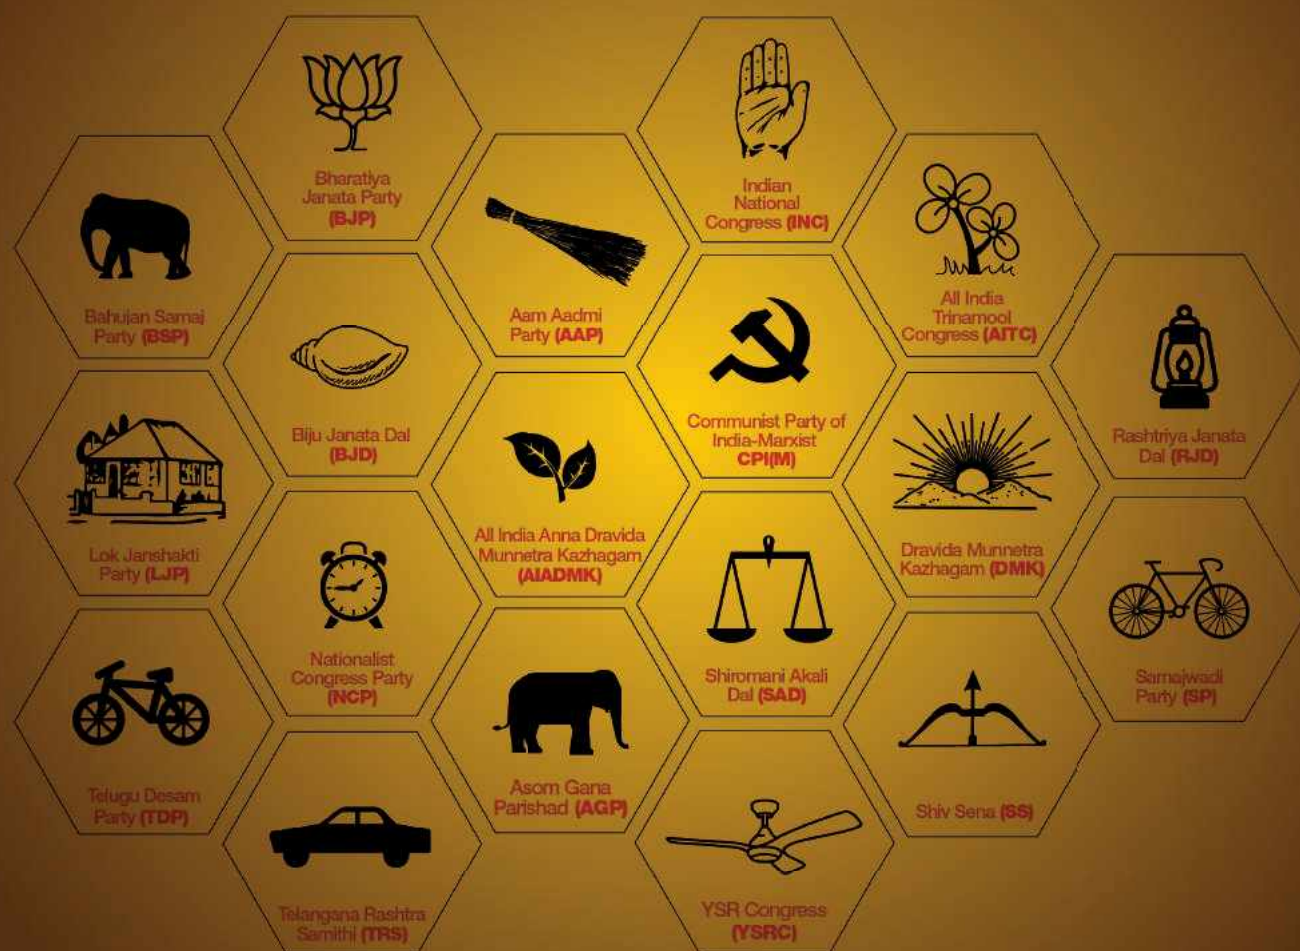 Bharatiya
Janata Party
(BJP)
Indian
National
Congress (INC)
Bahujan Samaj
Party (BSP)
Aam Aadmi
Party (AAP)
All India
Trinamool
Congress (AITC)
Biju Janata Dal
(BJD)
Communist Party of
India-Marxist
CPI(M)
Rashtriya Janata
Dal (RJD)
Lok Janshakti
Party (LJP)
All India Anna Dravida
Munnetra Kazhagam
(AIADMK)
Dravida Munnetra
Kazhagam (DMK)
Nationalist
Congress Party
(NCP)
Shiromani Akali
Dal (SAD)
Samajwadi
Party (SP)
Telugu Desam
Party (TDP)
Asom Gana
Parishad (AGP)
Shiv Sena (SS)
Telangana Rashtra
Samithi (TRS)
YSR Congress
(YSRC)